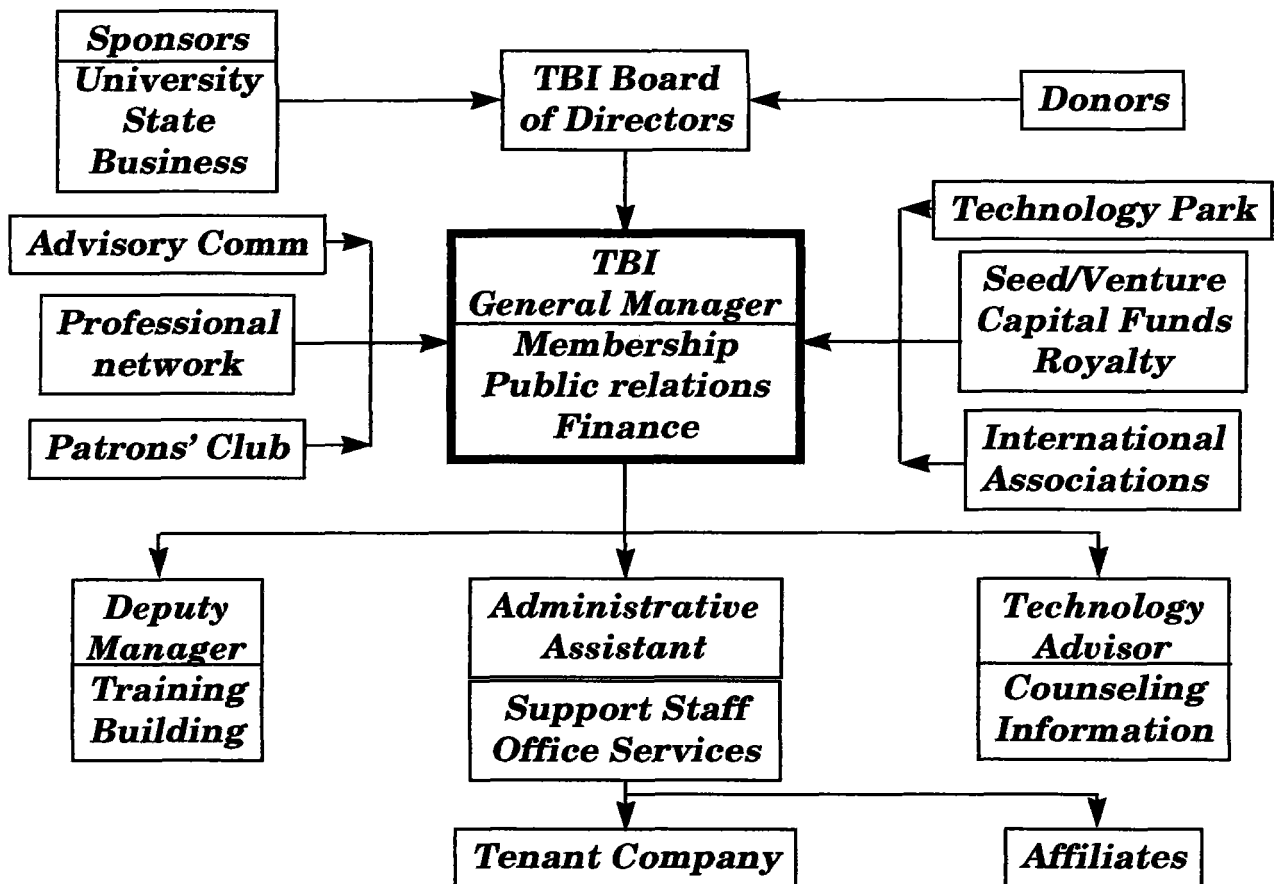 Sponsors
University
State
Business
TBI Board
of Directors
Donors
Advisory Comm
Professional
network
Patrons' Club
TBI
General Manager
Membership
Public relations
Finance
Technology Park
Seed/Venture
Capital Funds
Royalty
International
Associations
Deputy
Manager
Training
Building
Administrative
Assistant
Support Staff
Office Services
Technology
Advisor
Counseling
Information
Tenant Company
Affiliates